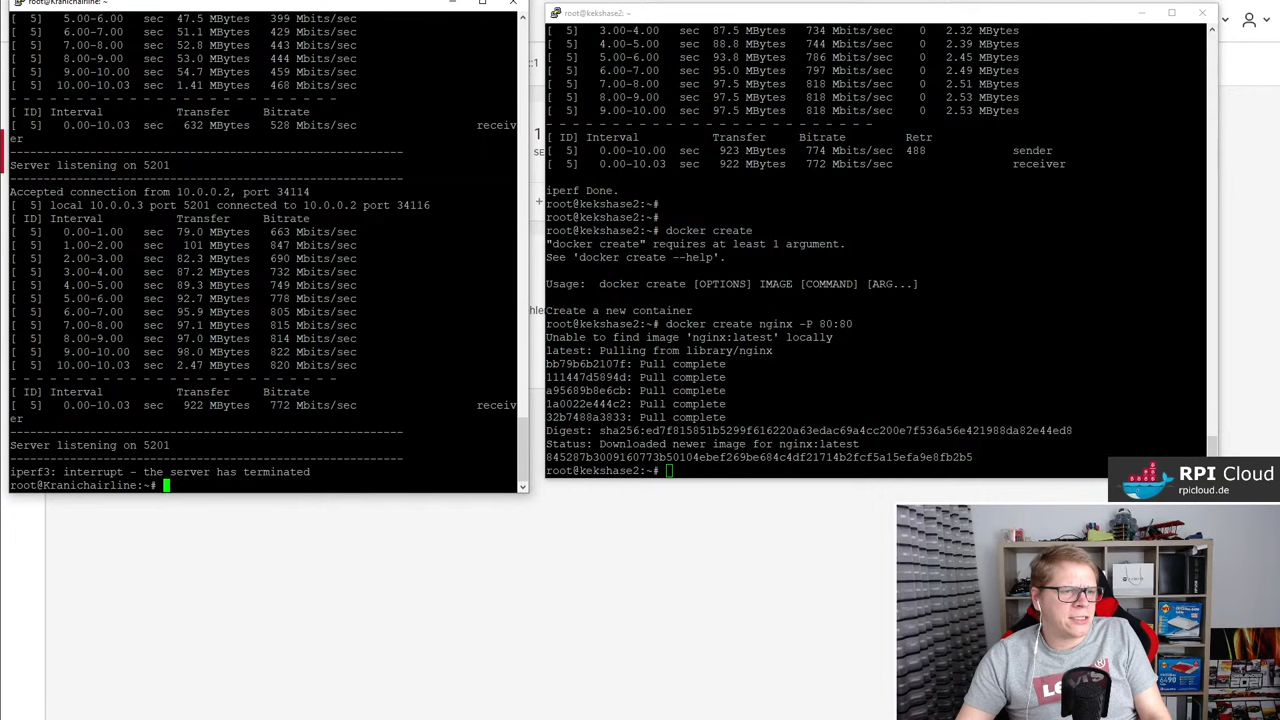 root@Kranichairline: ~
[  5]   5.00-6.00   sec  47.5 MBytes   399 Mbits/sec
[  5]   6.00-7.00   sec  51.1 MBytes   429 Mbits/sec
[  5]   7.00-8.00   sec  52.8 MBytes   443 Mbits/sec
[  5]   8.00-9.00   sec  53.0 MBytes   444 Mbits/sec
[  5]   9.00-10.00  sec  54.7 MBytes   459 Mbits/sec
[  5]  10.00-10.03  sec  1.41 MBytes   468 Mbits/sec
- - - - - - - - - - - - - - - - - - - - - - - - -
[ ID] Interval           Transfer     Bitrate
[  5]   0.00-10.03  sec   632 MBytes   528 Mbits/sec                  receiv
er
-----------------------------------------------------------
Server listening on 5201
-----------------------------------------------------------
Accepted connection from 10.0.0.2, port 34114
[  5] local 10.0.0.3 port 5201 connected to 10.0.0.2 port 34116
[ ID] Interval           Transfer     Bitrate
[  5]   0.00-1.00   sec  79.0 MBytes   663 Mbits/sec
[  5]   1.00-2.00   sec   101 MBytes   847 Mbits/sec
[  5]   2.00-3.00   sec  82.3 MBytes   690 Mbits/sec
[  5]   3.00-4.00   sec  87.2 MBytes   732 Mbits/sec
[  5]   4.00-5.00   sec  89.3 MBytes   749 Mbits/sec
[  5]   5.00-6.00   sec  92.7 MBytes   778 Mbits/sec
[  5]   6.00-7.00   sec  95.9 MBytes   805 Mbits/sec
[  5]   7.00-8.00   sec  97.1 MBytes   815 Mbits/sec
[  5]   8.00-9.00   sec  97.0 MBytes   814 Mbits/sec
[  5]   9.00-10.00  sec  98.0 MBytes   822 Mbits/sec
[  5]  10.00-10.03  sec  2.47 MBytes   820 Mbits/sec
- - - - - - - - - - - - - - - - - - - - - - - - -
[ ID] Interval           Transfer     Bitrate
[  5]   0.00-10.03  sec   922 MBytes   772 Mbits/sec                  receiv
er
-----------------------------------------------------------
Server listening on 5201
-----------------------------------------------------------
iperf3: interrupt - the server has terminated
root@Kranichairline:~#
root@kekshase2: ~
[  5]   3.00-4.00   sec  87.5 MBytes   734 Mbits/sec    0   2.32 MBytes
[  5]   4.00-5.00   sec  88.8 MBytes   744 Mbits/sec    0   2.39 MBytes
[  5]   5.00-6.00   sec  93.8 MBytes   786 Mbits/sec    0   2.45 MBytes
[  5]   6.00-7.00   sec  95.0 MBytes   797 Mbits/sec    0   2.49 MBytes
[  5]   7.00-8.00   sec  97.5 MBytes   818 Mbits/sec    0   2.51 MBytes
[  5]   8.00-9.00   sec  97.5 MBytes   818 Mbits/sec    0   2.53 MBytes
[  5]   9.00-10.00  sec  97.5 MBytes   818 Mbits/sec    0   2.53 MBytes
- - - - - - - - - - - - - - - - - - - - - - - - -
[ ID] Interval           Transfer     Bitrate         Retr
[  5]   0.00-10.00  sec   923 MBytes   774 Mbits/sec  488             sender
[  5]   0.00-10.03  sec   922 MBytes   772 Mbits/sec                  receiver
iperf Done.
root@kekshase2:~#
root@kekshase2:~#
root@kekshase2:~# docker create
"docker create" requires at least 1 argument.
See 'docker create --help'.
Usage:  docker create [OPTIONS] IMAGE [COMMAND] [ARG...]
Create a new container
root@kekshase2:~# docker create nginx -P 80:80
Unable to find image 'nginx:latest' locally
latest: Pulling from library/nginx
bb79b6b2107f: Pull complete
111447d5894d: Pull complete
a95689b8e6cb: Pull complete
1a0022e444c2: Pull complete
32b7488a3833: Pull complete
Digest: sha256:ed7f815851b5299f616220a63edac69a4cc200e7f536a56e421988da82e44ed8
Status: Downloaded newer image for nginx:latest
845287b3009160773b50104ebef269be684c4df21714b2fcf5a15efa9e8fb2b5
root@kekshase2:~#
RPI Cloud
rpicloud.de